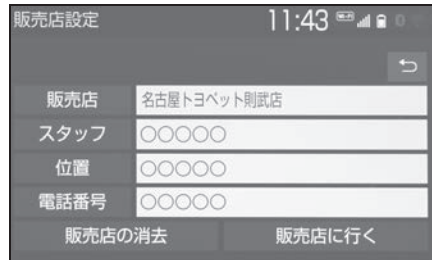 販売店設定 11:43
販売店 名古屋トヨペット則武店
スタッフ ○○○○○
位置 ○○○○○
電話番号 ○○○○○
販売店の消去 販売店に行く